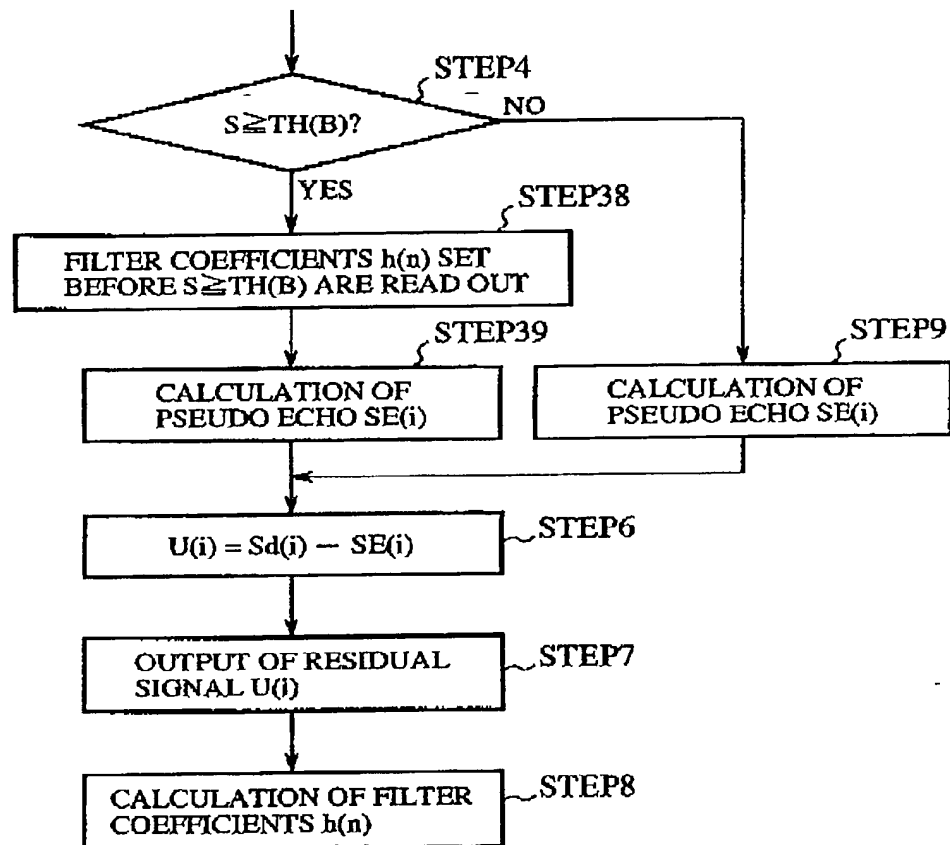 STEP4
S≧TH(B)?
NO
YES
STEP38
FILTER COEFFICIENTS h(n) SET
BEFORE S≧TH(B) ARE READ OUT
STEP39
CALCULATION OF
PSEUDO ECHO SE(i)
STEP9
CALCULATION OF
PSEUDO ECHO SE(i)
U(i) = Sd(i) − SE(i)
STEP6
OUTPUT OF RESIDUAL
SIGNAL U(i)
STEP7
CALCULATION OF FILTER
COEFFICIENTS h(n)
STEP8